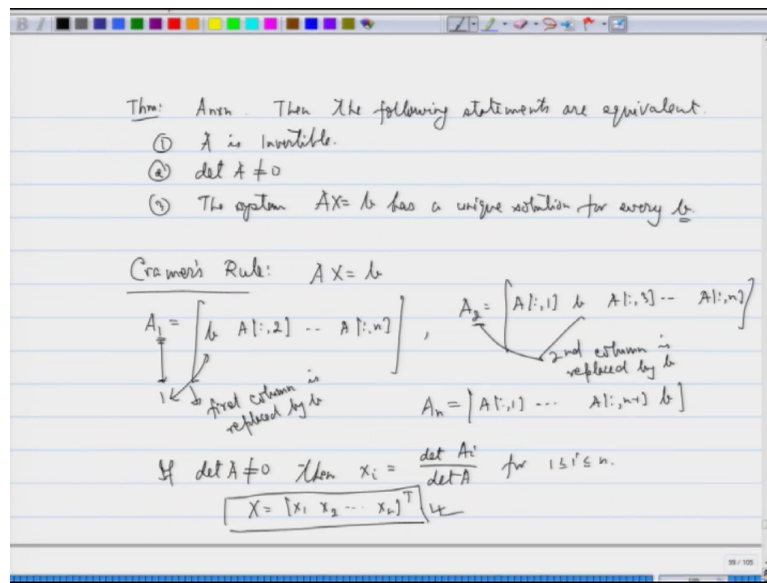 Thm: Anxn. Then the following statements are equivalent.
① A is Invertible.
② det A ≠ 0
③ The system AX = b has a unique solution for every b.
Cramer's Rule: AX = b
A₁ = [b A[:,2] -- A[:,n]], A₂ = [A[:,1] b A[:,3] -- A[:,n]]
first column is replaced by b
2nd column is replaced by b
Aₙ = [A[:,1] --- A[:,n-1] b]
If det A ≠ 0 then xᵢ = det Aᵢ / det A for 1 ≤ i ≤ n.
X = [x₁ x₂ --- xₙ]ᵀ
99 / 105